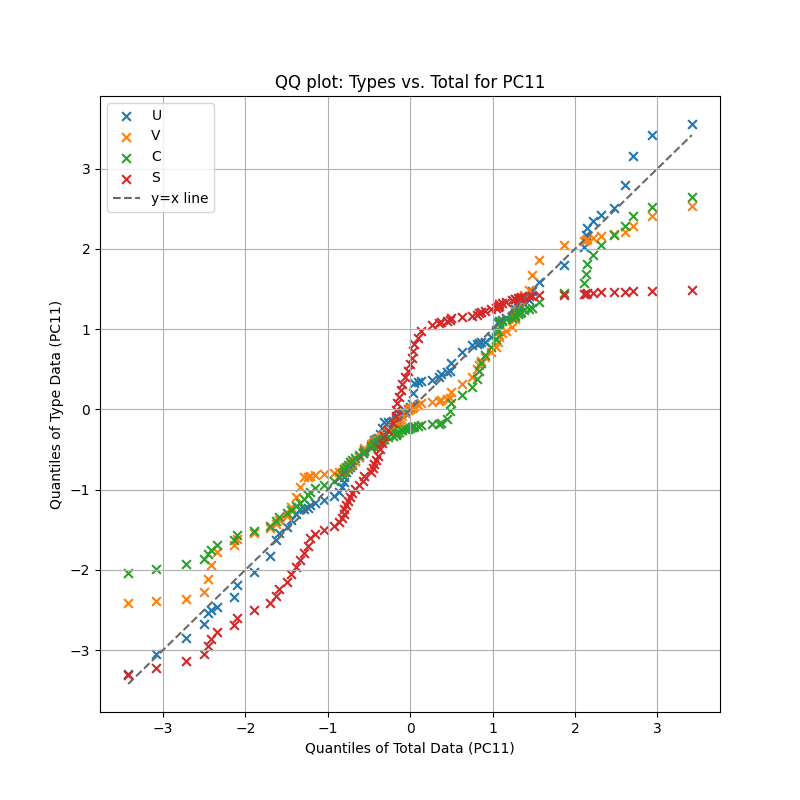 QQ plot: Types vs. Total for PC11
U
V
C
S
y=x line
3
2
1
0
−1
−2
−3
Quantiles of Type Data (PC11)
−3 −2 −1 0 1 2 3
Quantiles of Total Data (PC11)